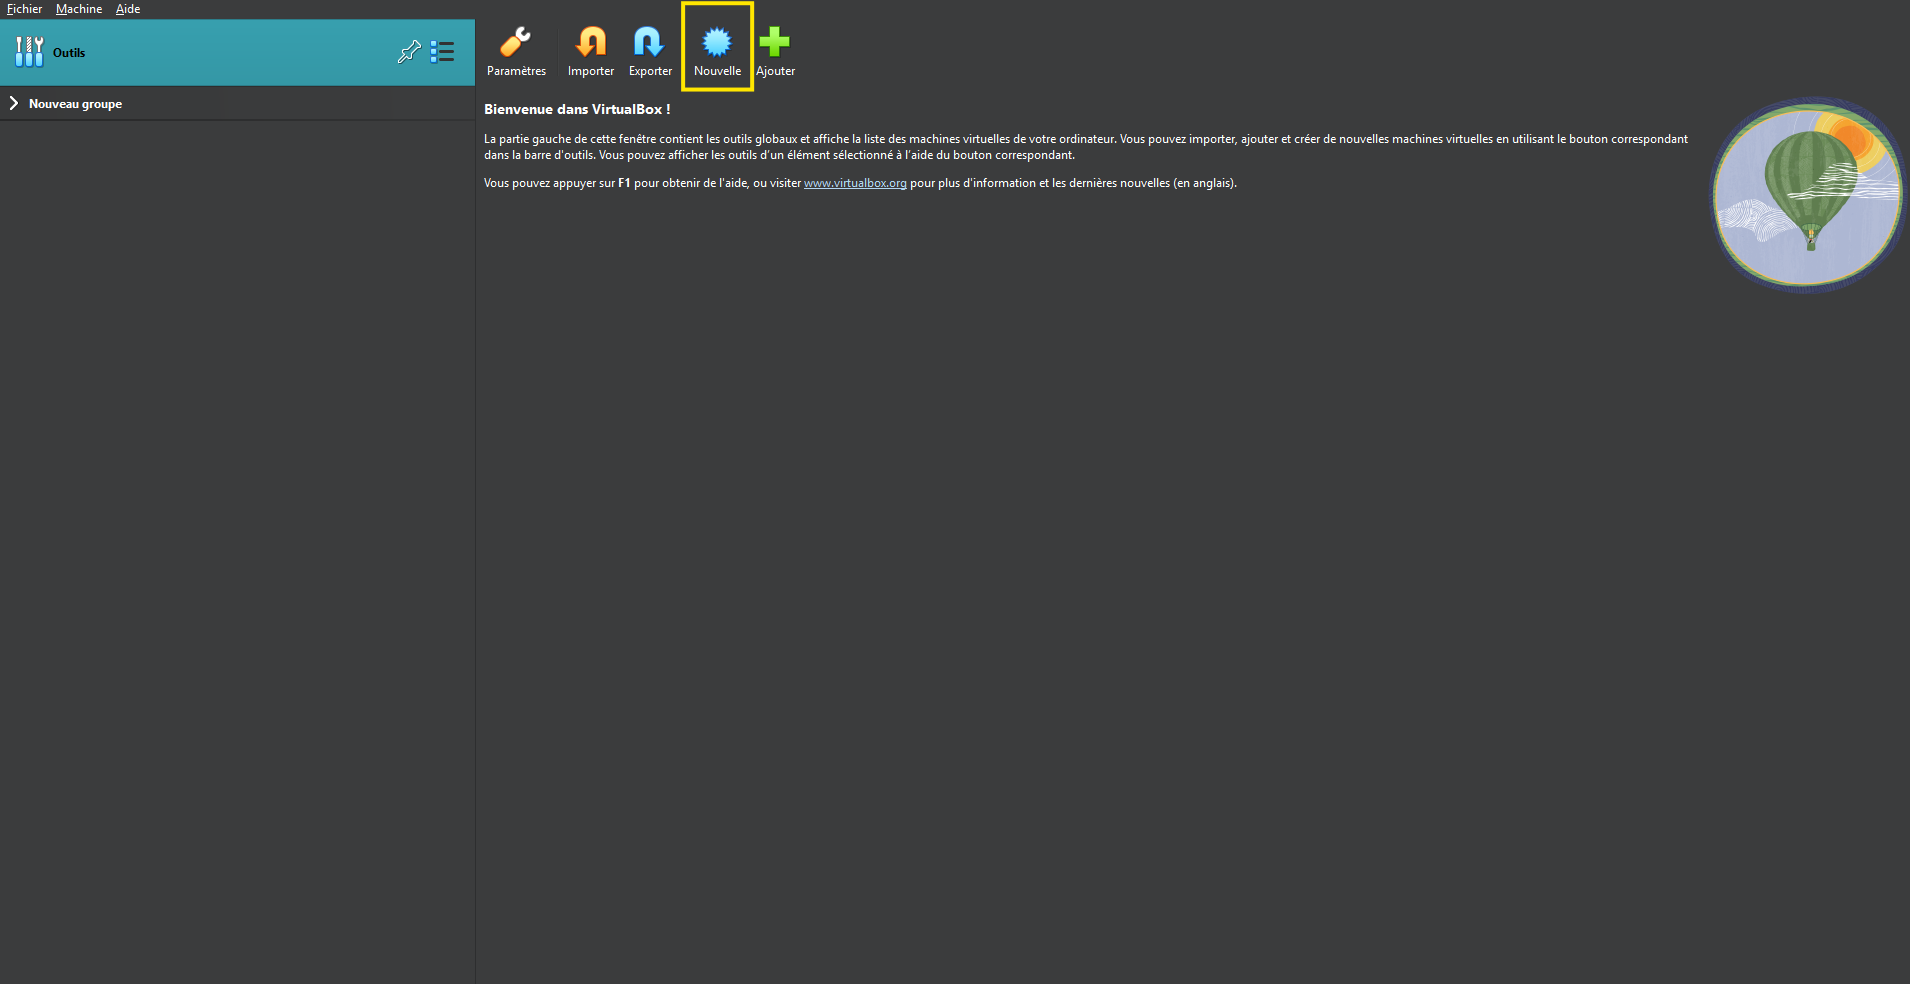 Fichier Machine Aide
Outils
Nouveau groupe
Paramètres Importer Exporter Nouvelle Ajouter
Bienvenue dans VirtualBox !
La partie gauche de cette fenêtre contient les outils globaux et affiche la liste des machines virtuelles de votre ordinateur. Vous pouvez importer, ajouter et créer de nouvelles machines virtuelles en utilisant le bouton correspondant
dans la barre d'outils. Vous pouvez afficher les outils d'un élément sélectionné à l'aide du bouton correspondant.
Vous pouvez appuyer sur F1 pour obtenir de l'aide, ou visiter www.virtualbox.org pour plus d'information et les dernières nouvelles (en anglais).